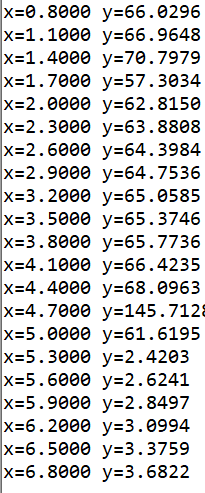 x=0.8000 y=66.0296
x=1.1000 y=66.9648
x=1.4000 y=70.7979
x=1.7000 y=57.3034
x=2.0000 y=62.8150
x=2.3000 y=63.8808
x=2.6000 y=64.3984
x=2.9000 y=64.7536
x=3.2000 y=65.0585
x=3.5000 y=65.3746
x=3.8000 y=65.7736
x=4.1000 y=66.4235
x=4.4000 y=68.0963
x=4.7000 y=145.7128
x=5.0000 y=61.6195
x=5.3000 y=2.4203
x=5.6000 y=2.6241
x=5.9000 y=2.8497
x=6.2000 y=3.0994
x=6.5000 y=3.3759
x=6.8000 y=3.6822